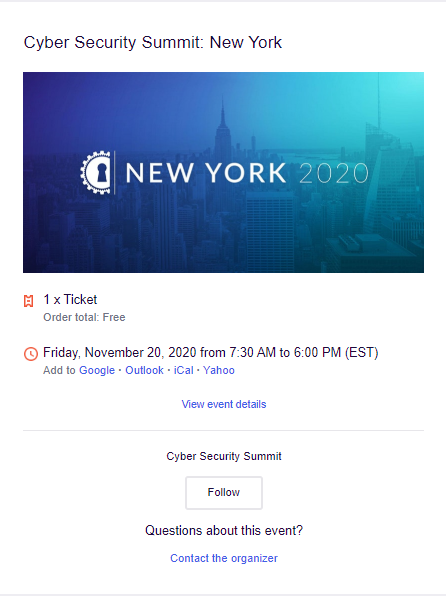 Cyber Security Summit: New York
NEW YORK 2020
1 x Ticket
Order total: Free
Friday, November 20, 2020 from 7:30 AM to 6:00 PM (EST)
Add to Google · Outlook · iCal · Yahoo
View event details
Cyber Security Summit
Follow
Questions about this event?
Contact the organizer